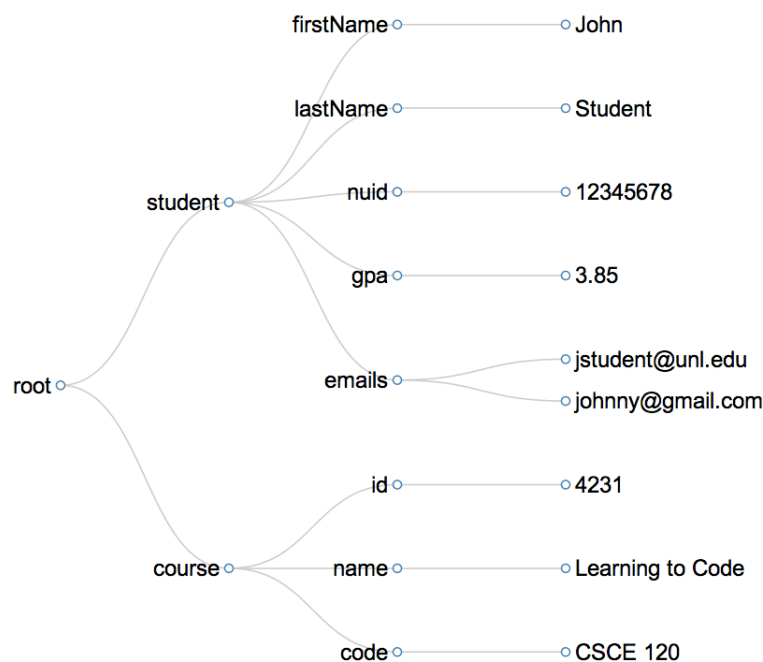 firstName John
lastName Student
nuid 12345678
student
gpa 3.85
jstudent@unl.edu
emails
root
johnny@gmail.com
id 4231
course name Learning to Code
code CSCE 120